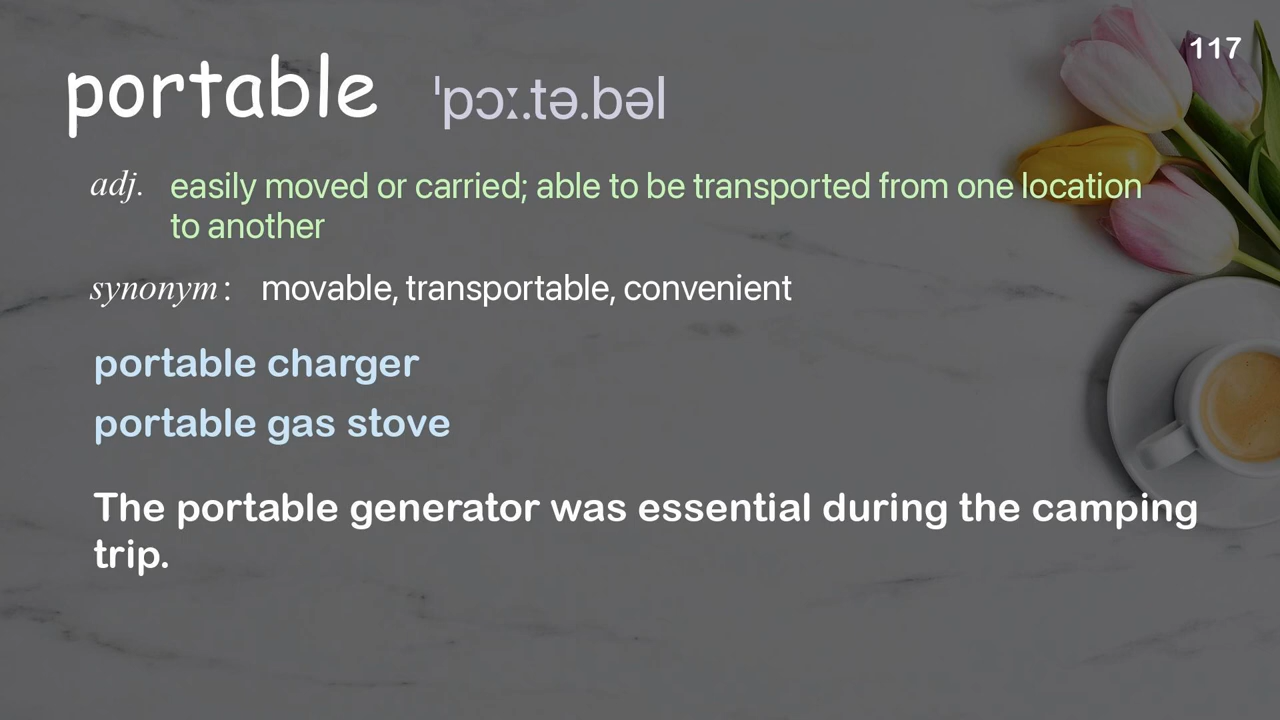 117
portable ˈpɔː.tə.bəl
adj. easily moved or carried; able to be transported from one location
to another
synonym: movable, transportable, convenient
portable charger
portable gas stove
The portable generator was essential during the camping
trip.